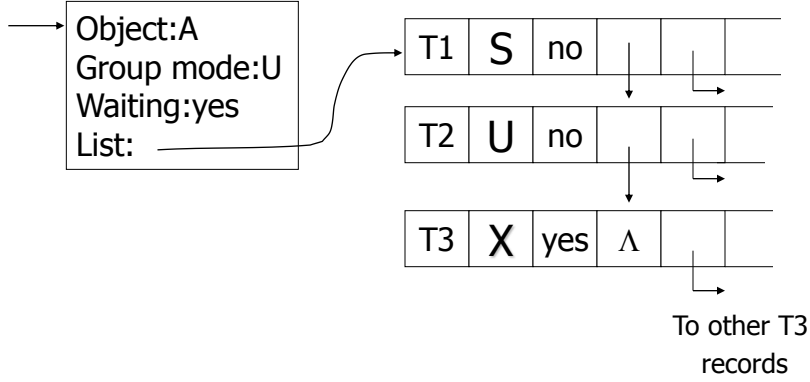 Object:A
Group mode:U
Waiting:yes
List:
T1 S no
T2 U no
T3 X yes Λ
To other T3
records